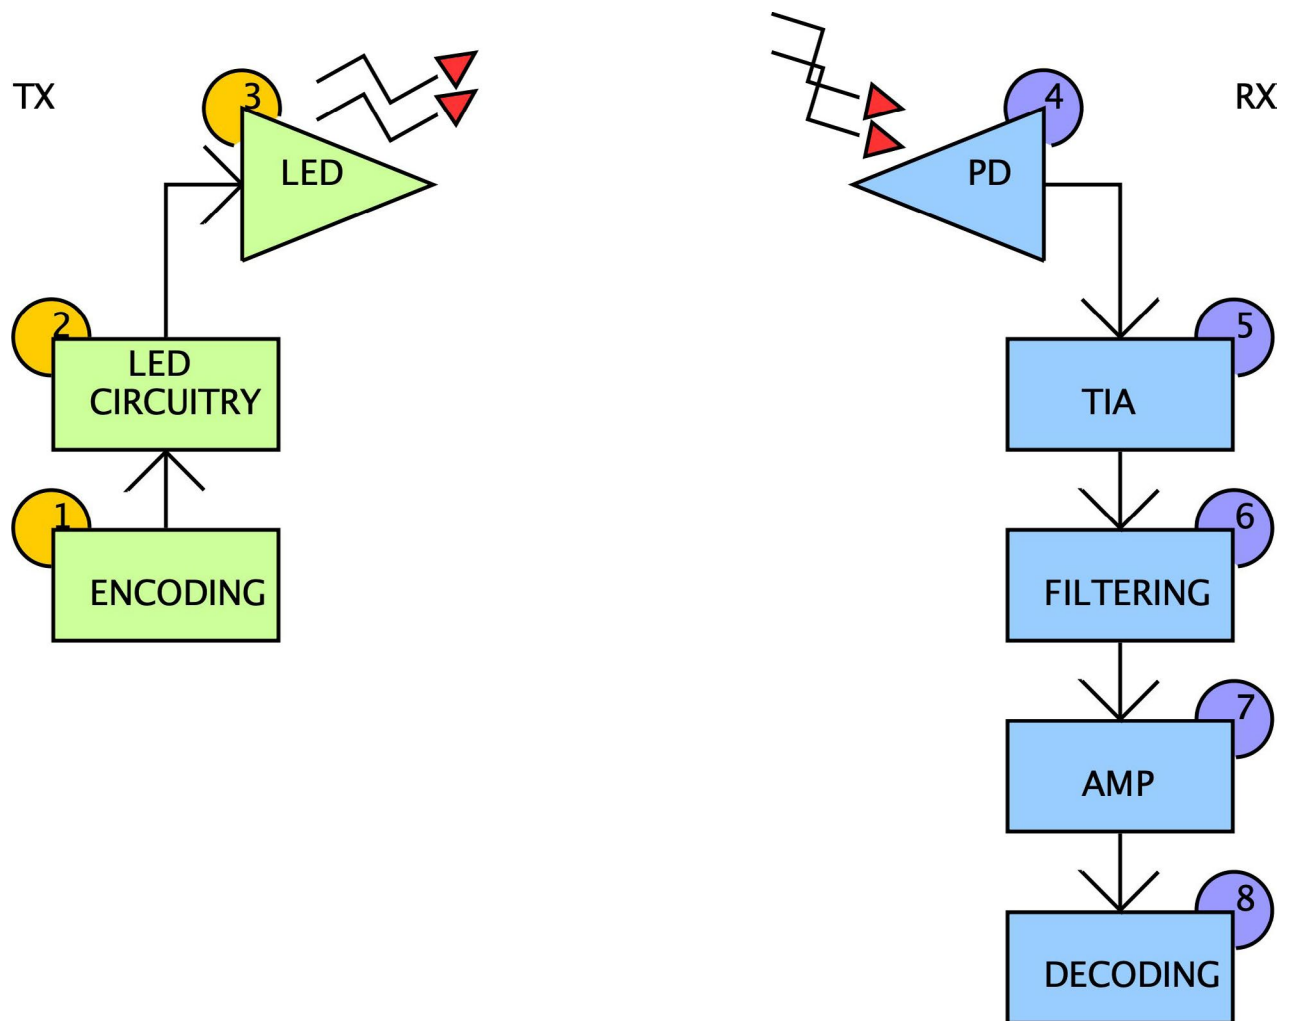 TX
3
4
RX
LED
PD
2
LED
CIRCUITRY
5
TIA
1
ENCODING
6
FILTERING
7
AMP
8
DECODING